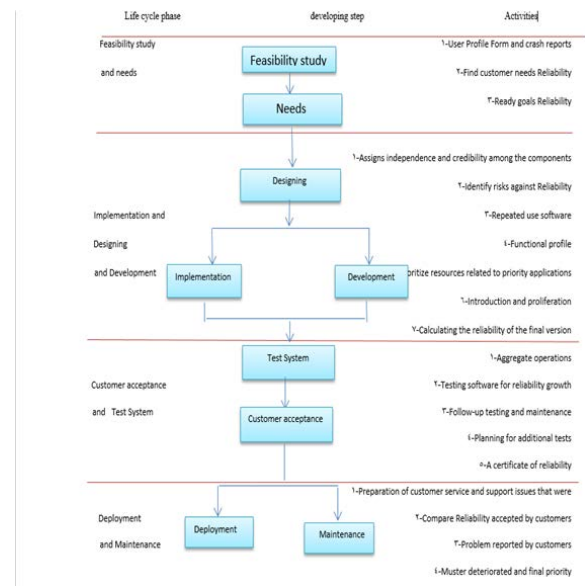 Life cycle phase
developing step
Activities
Feasibility study
and needs
Feasibility study
Needs
١-User Profile Form and crash reports
٢-Find customer needs Reliability
٣-Ready goals Reliability
Implementation and
Designing
and Development
Designing
Implementation
Development
١-Assigns independence and credibility among the components
٢-Identify risks against Reliability
٣-Repeated use software
٤-Functional profile
oritize resources related to priority applications
٦-Introduction and proliferation
٧-Calculating the reliability of the final version
Customer acceptance
and Test System
Test System
Customer acceptance
١-Aggregate operations
٢-Testing software for reliability growth
٣-Follow-up testing and maintenance
٤-Planning for additional tests
٥-A certificate of reliability
Deployment
and Maintenance
Deployment
Maintenance
١-Preparation of customer service and support issues that were
٢-Compare Reliability accepted by customers
٣-Problem reported by customers
٤-Muster deteriorated and final priority